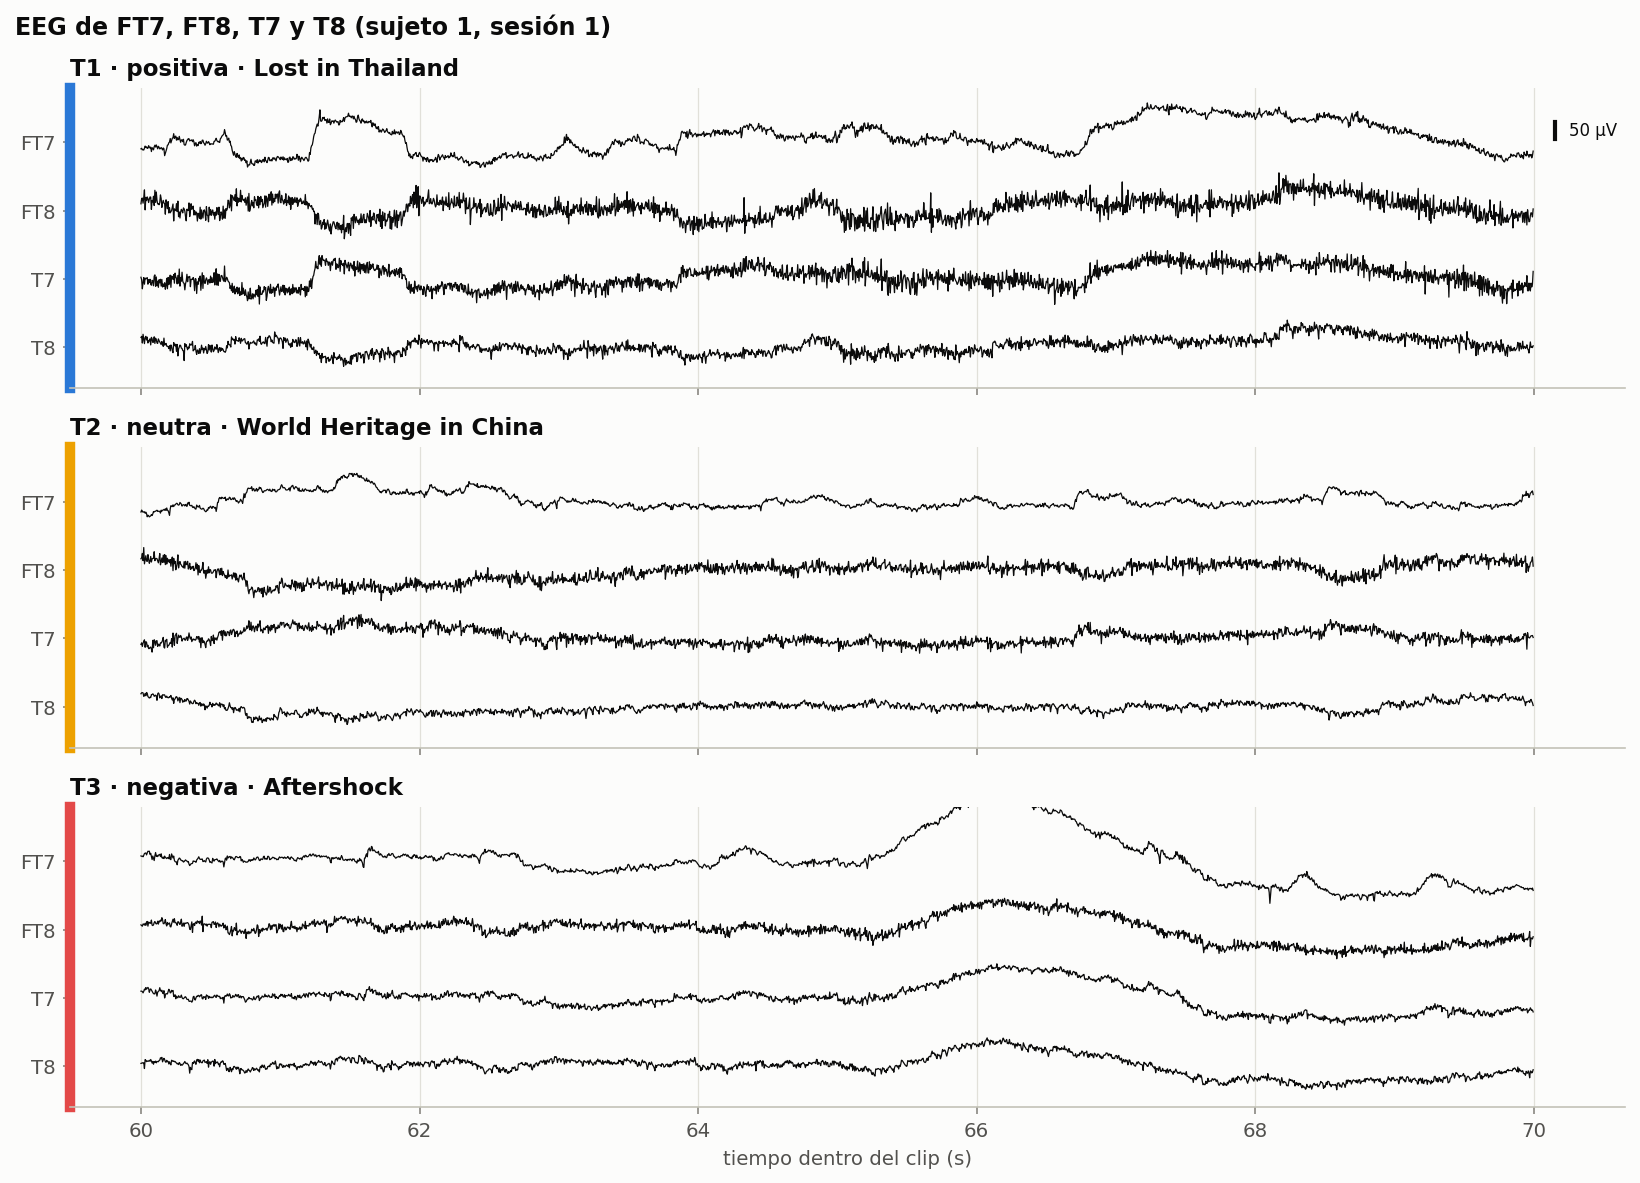 EEG de FT7, FT8, T7 y T8 (sujeto 1, sesión 1)
T1 · positiva · Lost in Thailand
FT7
50 µV
FT8
T7
T8
T2 · neutra · World Heritage in China
FT7
FT8
T7
T8
T3 · negativa · Aftershock
FT7
FT8
T7
T8
60 62 64 66 68 70
tiempo dentro del clip (s)